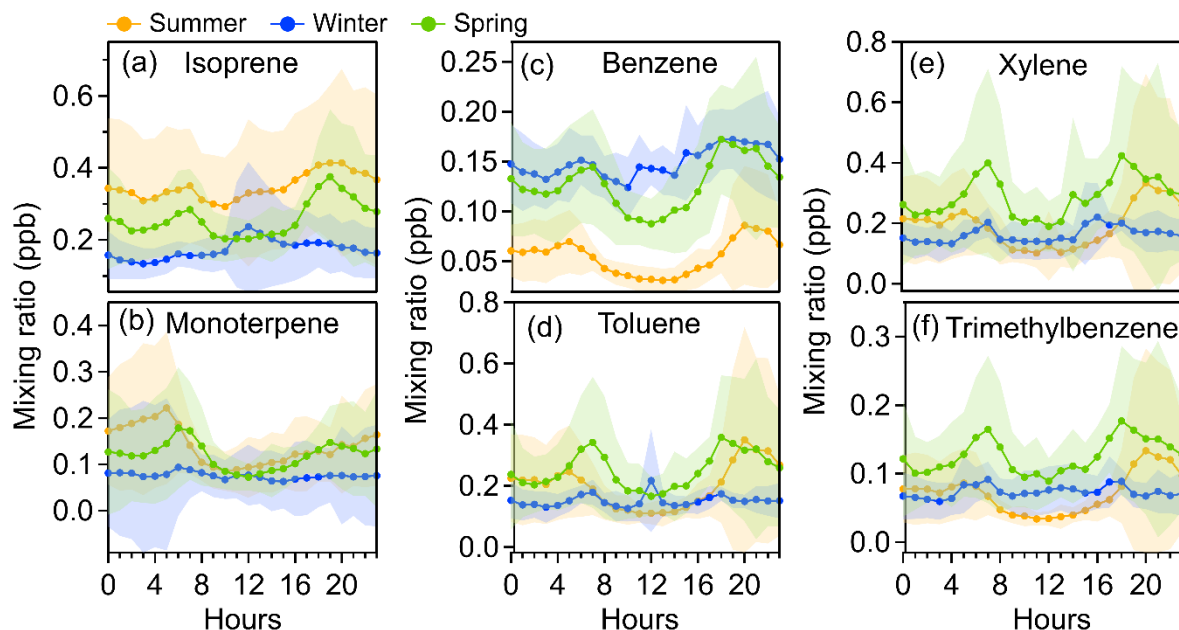 Summer Winter Spring
(a) Isoprene
Mixing ratio (ppb)
0.6
0.4
0.2
(b) Monoterpene
0.4
0.3
0.2
0.1
0.0
0 4 8 12 16 20
Hours
(c) Benzene
Mixing ratio (ppb)
0.25
0.20
0.15
0.10
0.05
(d) Toluene
0.8
0.6
0.4
0.2
0.0
0 4 8 12 16 20
Hours
(e) Xylene
Mixing ratio (ppb)
0.8
0.6
0.4
0.2
0.0
(f) Trimethylbenzene
0.3
0.2
0.1
0.0
0 4 8 12 16 20
Hours